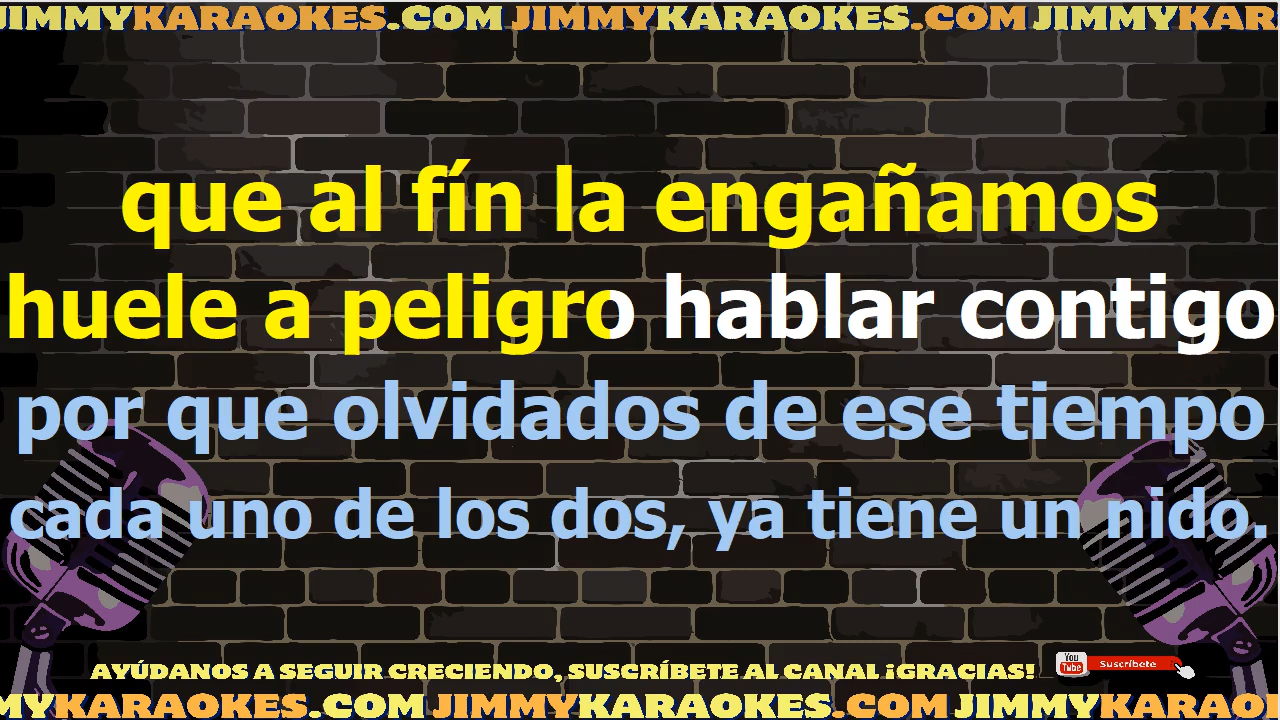 JIMMYKARAOKES.COM JIMMYKARAOKES.COM JIMMYKAR
que al fín la engañamos
huele a peligro hablar contigo
por que olvidados de ese tiempo
cada uno de los dos, ya tiene un nido.
AYÚDANOS A SEGUIR CRECIENDO, SUSCRÍBETE AL CANAL ¡GRACIAS!
You Tube Suscríbete
MYKARAOKES.COM JIMMYKARAOKES.COM JIMMYKARAO